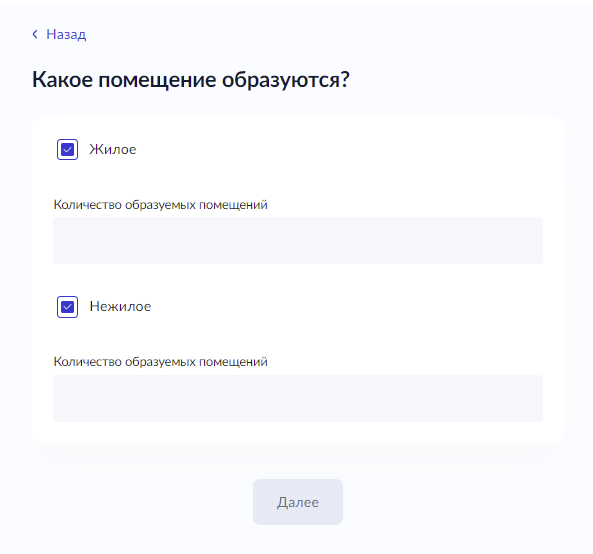 Назад
Какое помещение образуются?
Жилое
Количество образуемых помещений
Нежилое
Количество образуемых помещений
Далее